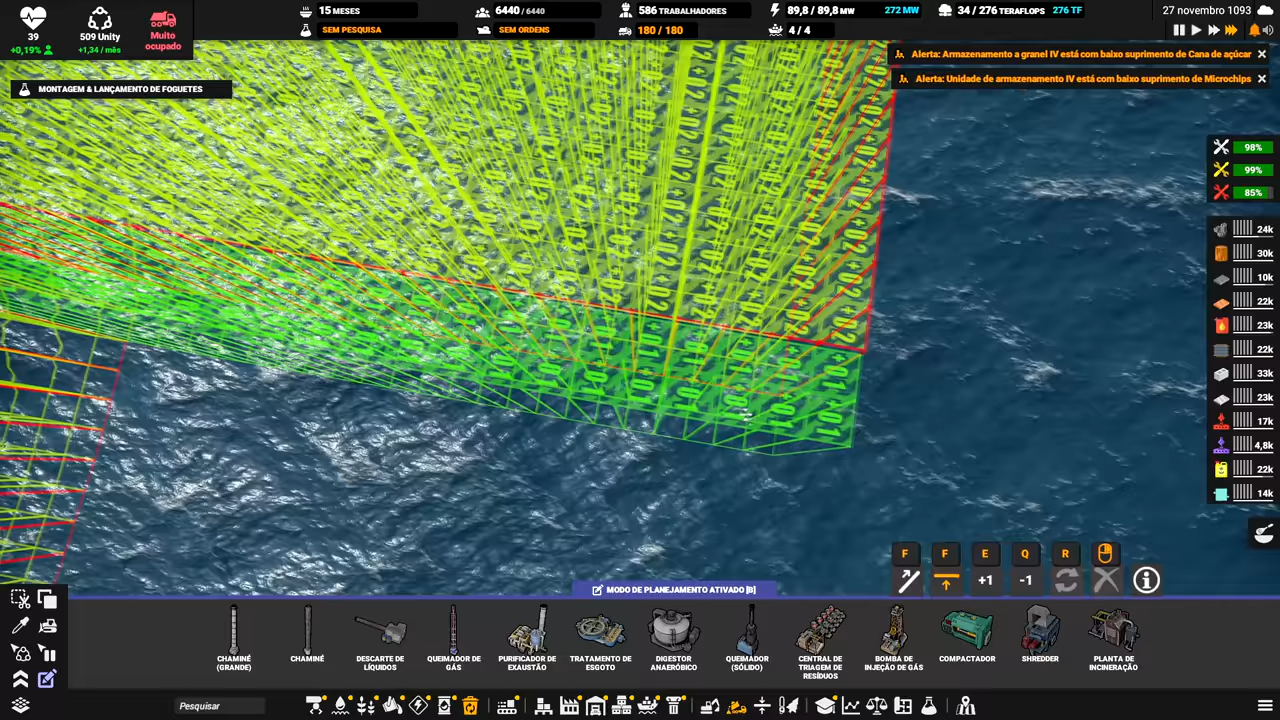 39
+0,19%
509 Unity
+1,34 / mês
Muito
ocupado
15 MESES
SEM PESQUISA
6440 / 6440
SEM ORDENS
586 TRABALHADORES
180 / 180
89,8 / 89,8 MW
272 MW
4 / 4
34 / 276 TERAFLOPS
276 TF
27 novembro 1093
MONTAGEM & LANÇAMENTO DE FOGUETES
Alerta: Armazenamento a granel IV está com baixo suprimento de Cana de açúcar
Alerta: Unidade de armazenamento IV está com baixo suprimento de Microchips
98%
99%
85%
24k
30k
10k
22k
23k
22k
33k
23k
17k
4,8k
22k
14k
F
F
E
Q
R
+1
-1
MODO DE PLANEJAMENTO ATIVADO [B]
CHAMINÉ
(GRANDE)
CHAMINÉ
DESCARTE DE
LÍQUIDOS
QUEIMADOR DE
GÁS
PURIFICADOR DE
EXAUSTÃO
TRATAMENTO DE
ESGOTO
DIGESTOR
ANAERÓBICO
QUEIMADOR
(SÓLIDO)
CENTRAL DE
TRIAGEM DE
RESÍDUOS
BOMBA DE
INJEÇÃO DE GÁS
COMPACTADOR
SHREDDER
PLANTA DE
INCINERAÇÃO
Pesquisar